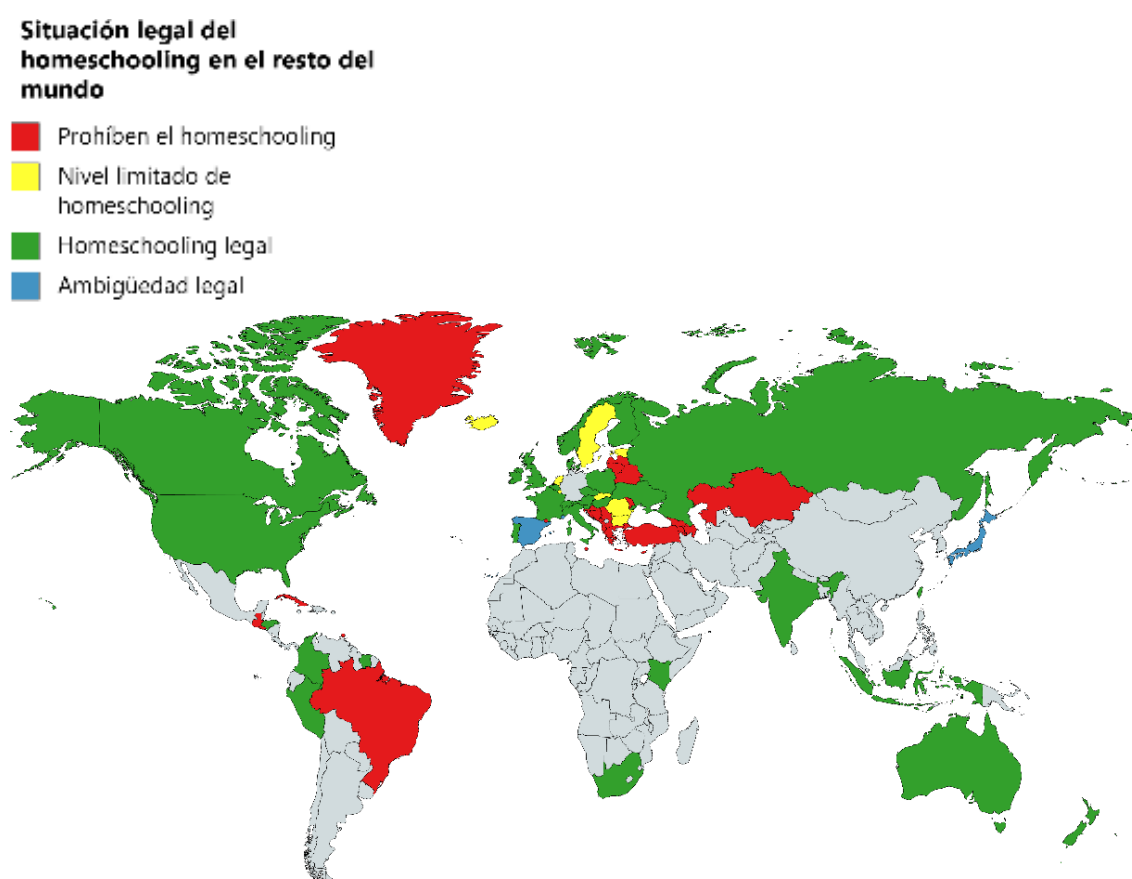 Situación legal del
homeschooling en el resto del
mundo
Prohíben el homeschooling
Nivel limitado de
homeschooling
Homeschooling legal
Ambigüedad legal